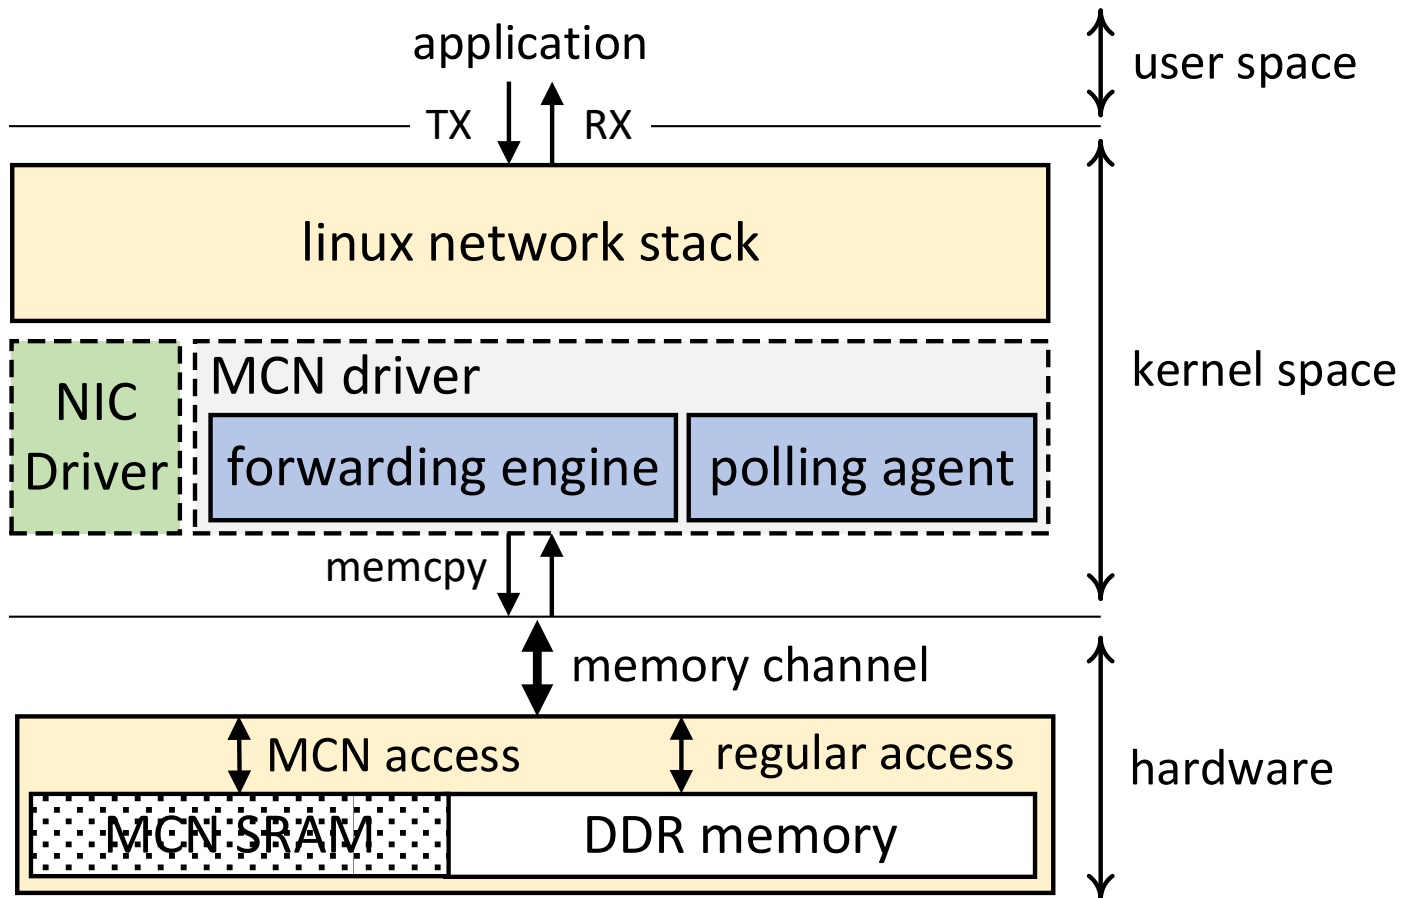 application
user space
TX
RX
linux network stack
kernel space
NIC
Driver
MCN driver
forwarding engine
polling agent
memcpy
memory channel
MCN access
regular access
hardware
MCN SRAM
DDR memory